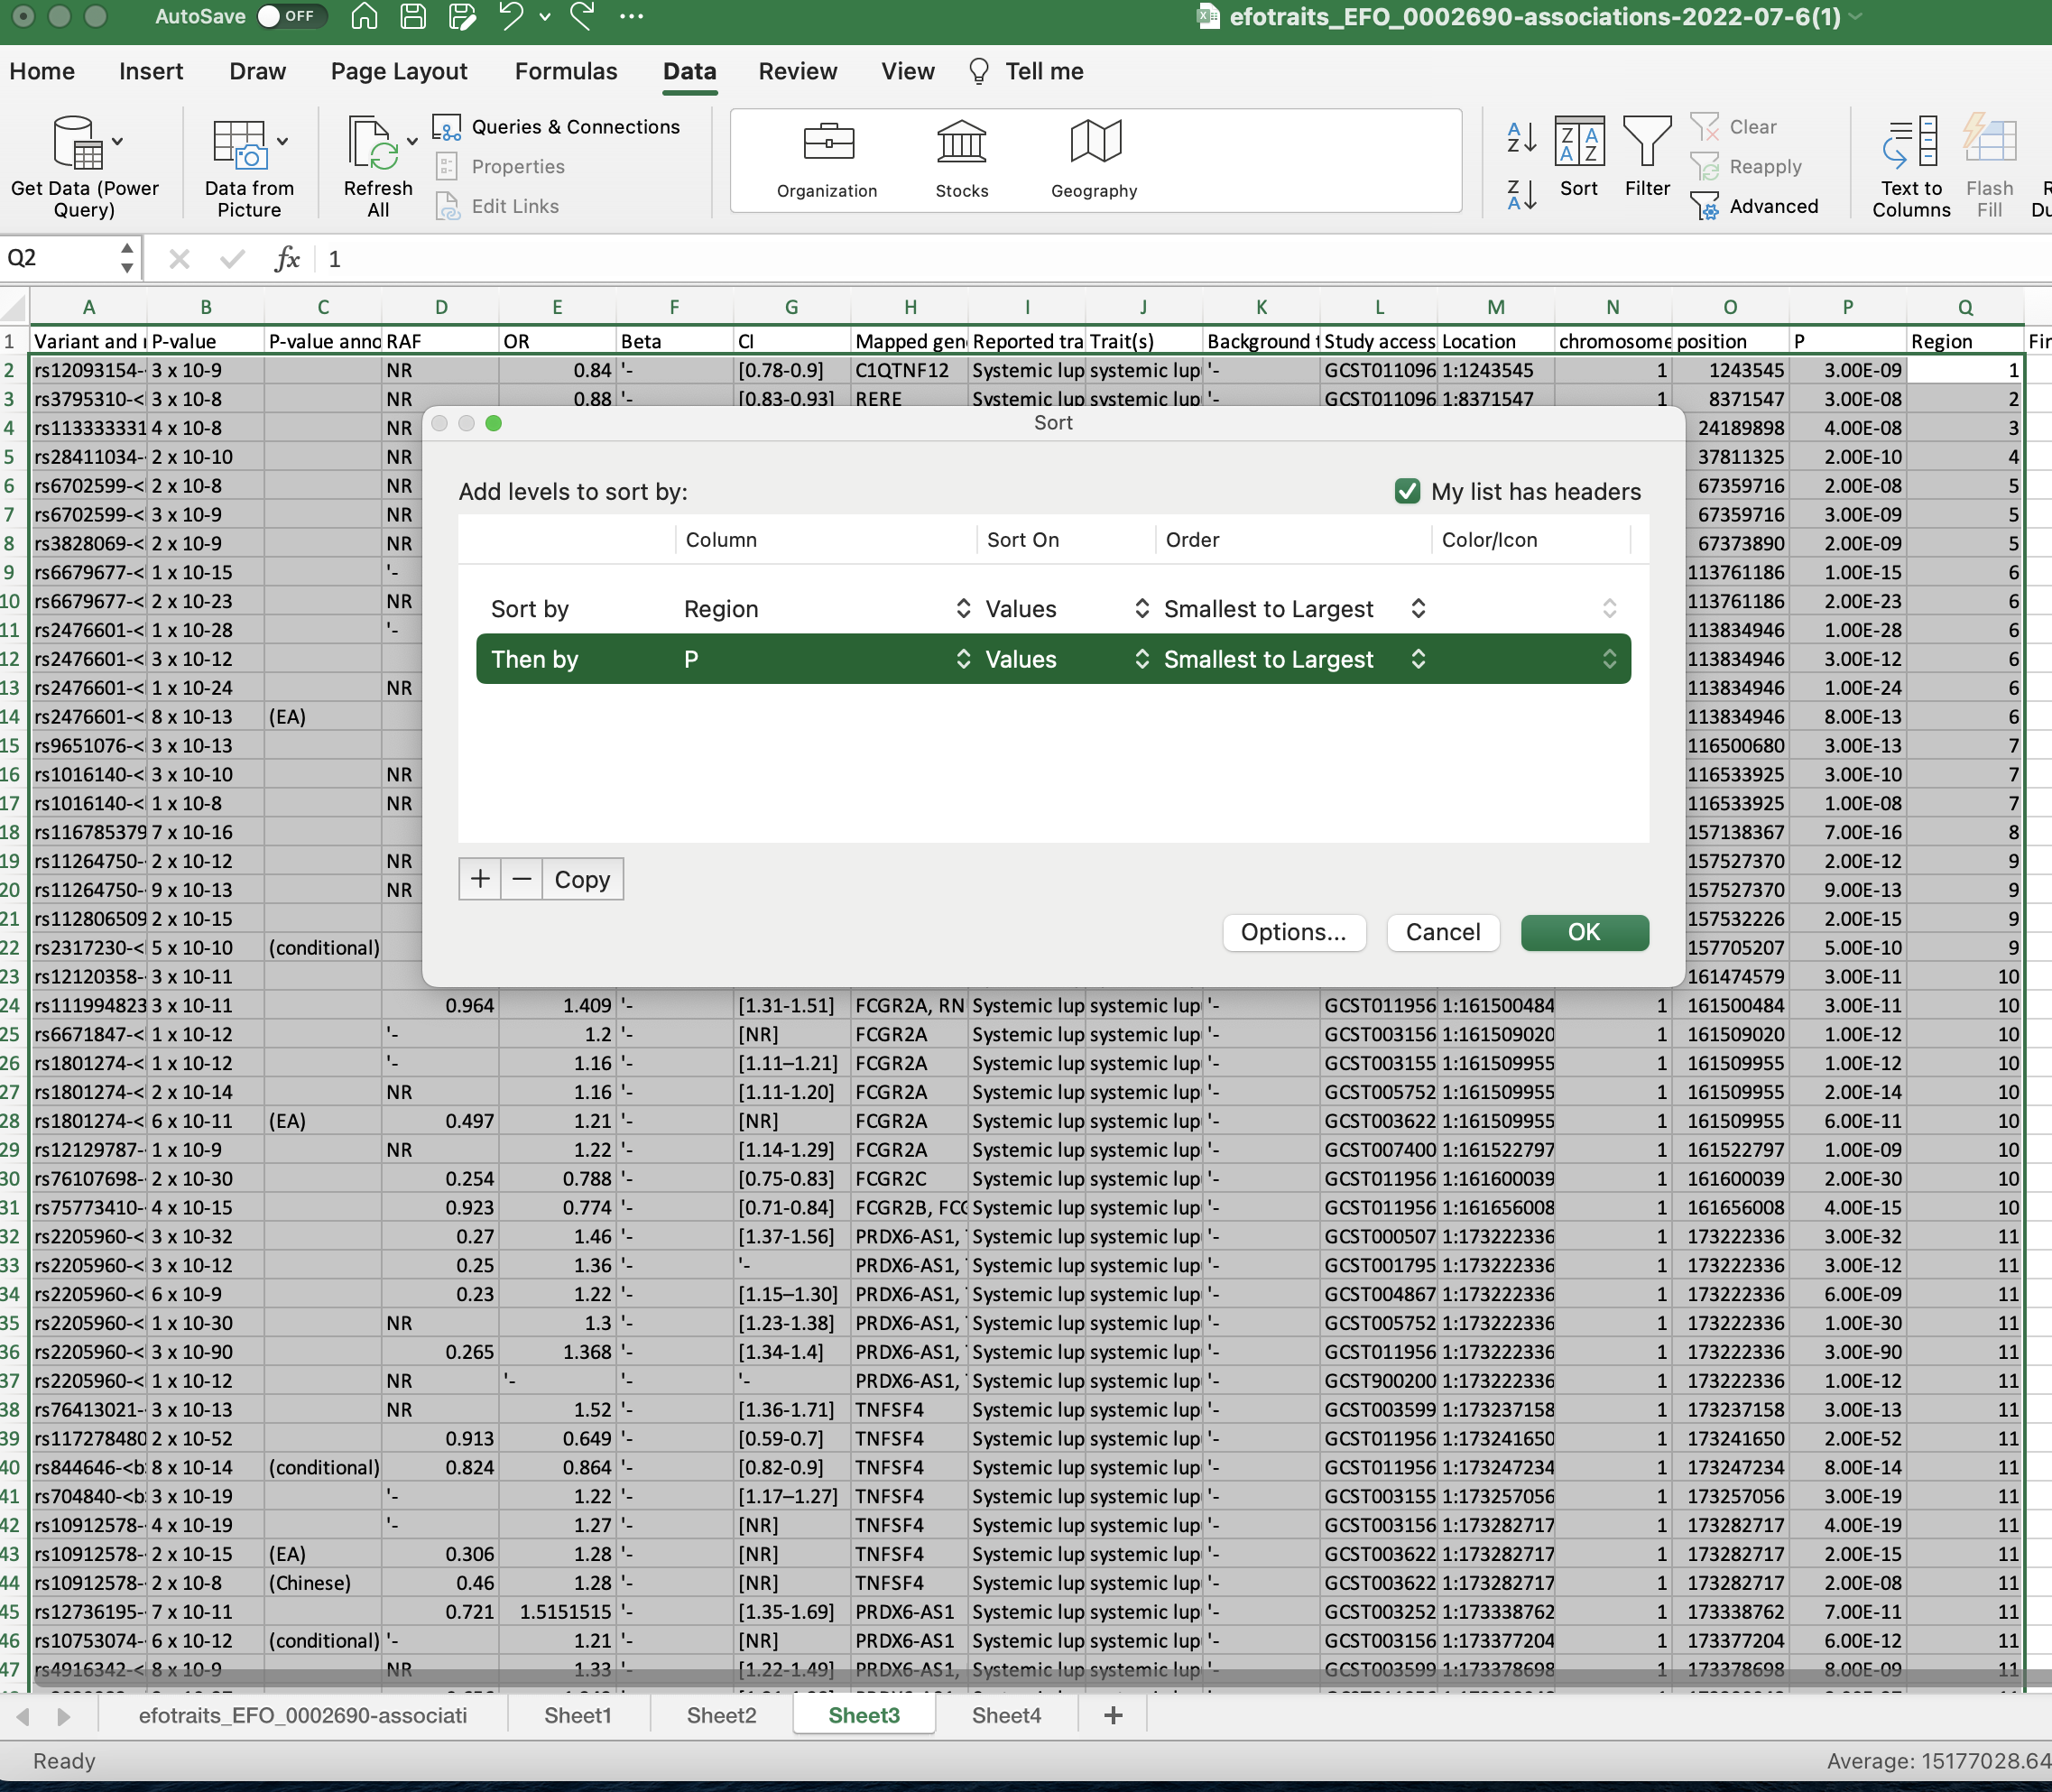 AutoSave OFF efotraits_EFO_0002690-associations-2022-07-6(1)
Home Insert Draw Page Layout Formulas Data Review View Tell me
Get Data (Power Query) Data from Picture Refresh All Queries & Connections Properties Edit Links Organization Stocks Geography Sort Filter Clear Reapply Advanced Text to Columns Flash Fill
Q2 fx 1
A B C D E F G H I J K L M N O P Q
1 Variant and P-value P-value anno RAF OR Beta CI Mapped gen Reported tra Trait(s) Background Study access Location chromosome position P Region Fir
2 rs12093154- 3 x 10-9 NR 0.84 '- [0.78-0.9] C1QTNF12 Systemic lup systemic lup '- GCST011096 1:1243545 1 1243545 3.00E-09 1
3 rs3795310-< 3 x 10-8 NR 0.88 '- [0.83-0.93] RERE Systemic lup systemic lup '- GCST011096 1:8371547 1 8371547 3.00E-08 2
4 rs113333331 4 x 10-8 NR 24189898 4.00E-08 3
5 rs28411034- 2 x 10-10 NR 37811325 2.00E-10 4
6 rs6702599-< 2 x 10-8 NR 67359716 2.00E-08 5
7 rs6702599-< 3 x 10-9 NR 67359716 3.00E-09 5
8 rs3828069-< 2 x 10-9 NR 67373890 2.00E-09 5
9 rs6679677-< 1 x 10-15 '- 113761186 1.00E-15 6
10 rs6679677-< 2 x 10-23 NR 113761186 2.00E-23 6
11 rs2476601-< 1 x 10-28 '- 113834946 1.00E-28 6
12 rs2476601-< 3 x 10-12 113834946 3.00E-12 6
13 rs2476601-< 1 x 10-24 NR 113834946 1.00E-24 6
14 rs2476601-< 8 x 10-13 (EA) 113834946 8.00E-13 6
15 rs9651076-< 3 x 10-13 116500680 3.00E-13 7
16 rs1016140-< 3 x 10-10 NR 116533925 3.00E-10 7
17 rs1016140-< 1 x 10-8 NR 116533925 1.00E-08 7
18 rs116785379 7 x 10-16 157138367 7.00E-16 8
19 rs11264750- 2 x 10-12 NR 157527370 2.00E-12 9
20 rs11264750- 9 x 10-13 NR 157527370 9.00E-13 9
21 rs112806509 2 x 10-15 157532226 2.00E-15 9
22 rs2317230-< 5 x 10-10 (conditional) 157705207 5.00E-10 9
23 rs12120358- 3 x 10-11 161474579 3.00E-11 10
Sort
Add levels to sort by: My list has headers
Column Sort On Order Color/Icon
Sort by Region Values Smallest to Largest
Then by P Values Smallest to Largest
+ − Copy
Options... Cancel OK
24 rs111994823 3 x 10-11 0.964 1.409 '- [1.31-1.51] FCGR2A, RN Systemic lup systemic lup '- GCST011956 1:161500484 1 161500484 3.00E-11 10
25 rs6671847-< 1 x 10-12 '- 1.2 '- [NR] FCGR2A Systemic lup systemic lup '- GCST003156 1:161509020 1 161509020 1.00E-12 10
26 rs1801274-< 1 x 10-12 '- 1.16 '- [1.11–1.21] FCGR2A Systemic lup systemic lup '- GCST003155 1:161509955 1 161509955 1.00E-12 10
27 rs1801274-< 2 x 10-14 NR 1.16 '- [1.11-1.20] FCGR2A Systemic lup systemic lup '- GCST005752 1:161509955 1 161509955 2.00E-14 10
28 rs1801274-< 6 x 10-11 (EA) 0.497 1.21 '- [NR] FCGR2A Systemic lup systemic lup '- GCST003622 1:161509955 1 161509955 6.00E-11 10
29 rs12129787- 1 x 10-9 NR 1.22 '- [1.14-1.29] FCGR2A Systemic lup systemic lup '- GCST007400 1:161522797 1 161522797 1.00E-09 10
30 rs76107698- 2 x 10-30 0.254 0.788 '- [0.75-0.83] FCGR2C Systemic lup systemic lup '- GCST011956 1:161600039 1 161600039 2.00E-30 10
31 rs75773410- 4 x 10-15 0.923 0.774 '- [0.71-0.84] FCGR2B, FCG Systemic lup systemic lup '- GCST011956 1:161656008 1 161656008 4.00E-15 10
32 rs2205960-< 3 x 10-32 0.27 1.46 '- [1.37-1.56] PRDX6-AS1, Systemic lup systemic lup '- GCST000507 1:173222336 1 173222336 3.00E-32 11
33 rs2205960-< 3 x 10-12 0.25 1.36 '- '- PRDX6-AS1, Systemic lup systemic lup '- GCST001795 1:173222336 1 173222336 3.00E-12 11
34 rs2205960-< 6 x 10-9 0.23 1.22 '- [1.15–1.30] PRDX6-AS1, Systemic lup systemic lup '- GCST004867 1:173222336 1 173222336 6.00E-09 11
35 rs2205960-< 1 x 10-30 NR 1.3 '- [1.23-1.38] PRDX6-AS1, Systemic lup systemic lup '- GCST005752 1:173222336 1 173222336 1.00E-30 11
36 rs2205960-< 3 x 10-90 0.265 1.368 '- [1.34-1.4] PRDX6-AS1, Systemic lup systemic lup '- GCST011956 1:173222336 1 173222336 3.00E-90 11
37 rs2205960-< 1 x 10-12 NR '- '- '- PRDX6-AS1, Systemic lup systemic lup '- GCST900200 1:173222336 1 173222336 1.00E-12 11
38 rs76413021- 3 x 10-13 NR 1.52 '- [1.36-1.71] TNFSF4 Systemic lup systemic lup '- GCST003599 1:173237158 1 173237158 3.00E-13 11
39 rs117278480 2 x 10-52 0.913 0.649 '- [0.59-0.7] TNFSF4 Systemic lup systemic lup '- GCST011956 1:173241650 1 173241650 2.00E-52 11
40 rs844646-<b 8 x 10-14 (conditional) 0.824 0.864 '- [0.82-0.9] TNFSF4 Systemic lup systemic lup '- GCST011956 1:173247234 1 173247234 8.00E-14 11
41 rs704840-<b 3 x 10-19 '- 1.22 '- [1.17–1.27] TNFSF4 Systemic lup systemic lup '- GCST003155 1:173257056 1 173257056 3.00E-19 11
42 rs10912578- 4 x 10-19 '- 1.27 '- [NR] TNFSF4 Systemic lup systemic lup '- GCST003156 1:173282717 1 173282717 4.00E-19 11
43 rs10912578- 2 x 10-15 (EA) 0.306 1.28 '- [NR] TNFSF4 Systemic lup systemic lup '- GCST003622 1:173282717 1 173282717 2.00E-15 11
44 rs10912578- 2 x 10-8 (Chinese) 0.46 1.28 '- [NR] TNFSF4 Systemic lup systemic lup '- GCST003622 1:173282717 1 173282717 2.00E-08 11
45 rs12736195- 7 x 10-11 0.721 1.5151515 '- [1.35-1.69] PRDX6-AS1 Systemic lup systemic lup '- GCST003252 1:173338762 1 173338762 7.00E-11 11
46 rs10753074- 6 x 10-12 (conditional) '- 1.21 '- [NR] PRDX6-AS1 Systemic lup systemic lup '- GCST003156 1:173377204 1 173377204 6.00E-12 11
47 rs4916342-< 8 x 10-9 NR 1.33 '- [1.22-1.49] PRDX6-AS1, Systemic lup systemic lup '- GCST003599 1:173378698 1 173378698 8.00E-09 11
efotraits_EFO_0002690-associati Sheet1 Sheet2 Sheet3 Sheet4 +
Ready Average: 15177028.64